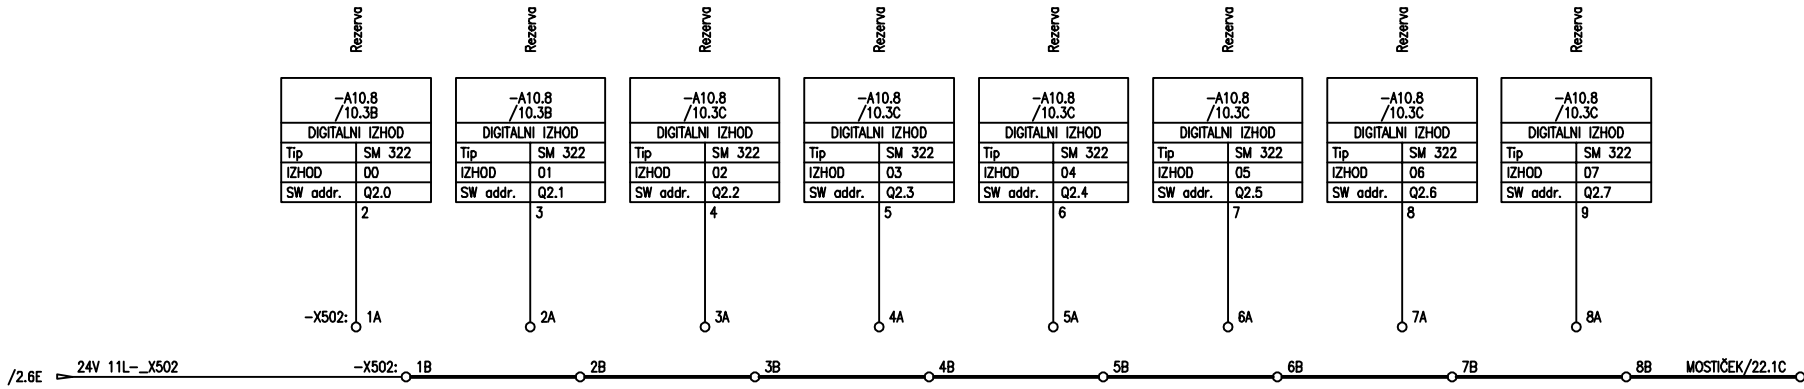 Rezerva Rezerva Rezerva Rezerva Rezerva Rezerva Rezerva Rezerva
-A10.8 -A10.8 -A10.8 -A10.8 -A10.8 -A10.8 -A10.8 -A10.8
/10.3B /10.3B /10.3C /10.3C /10.3C /10.3C /10.3C /10.3C
DIGITALNI IZHOD DIGITALNI IZHOD DIGITALNI IZHOD DIGITALNI IZHOD DIGITALNI IZHOD DIGITALNI IZHOD DIGITALNI IZHOD DIGITALNI IZHOD
Tip SM 322 Tip SM 322 Tip SM 322 Tip SM 322 Tip SM 322 Tip SM 322 Tip SM 322 Tip SM 322
IZHOD 00 IZHOD 01 IZHOD 02 IZHOD 03 IZHOD 04 IZHOD 05 IZHOD 06 IZHOD 07
SW addr. Q2.0 SW addr. Q2.1 SW addr. Q2.2 SW addr. Q2.3 SW addr. Q2.4 SW addr. Q2.5 SW addr. Q2.6 SW addr. Q2.7
2 3 4 5 6 7 8 9
-X502: 1A 2A 3A 4A 5A 6A 7A 8A
/2.6E 24V 11L-_X502 -X502: 1B 2B 3B 4B 5B 6B 7B 8B MOSTIČEK/22.1C